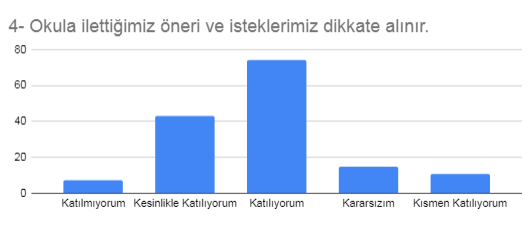 4- Okula ilettiğimiz öneri ve isteklerimiz dikkate alınır.
80
60
40
20
0
Katılmıyorum Kesinlikle Katılıyorum Katılıyorum Kararsızım Kısmen Katılıyorum